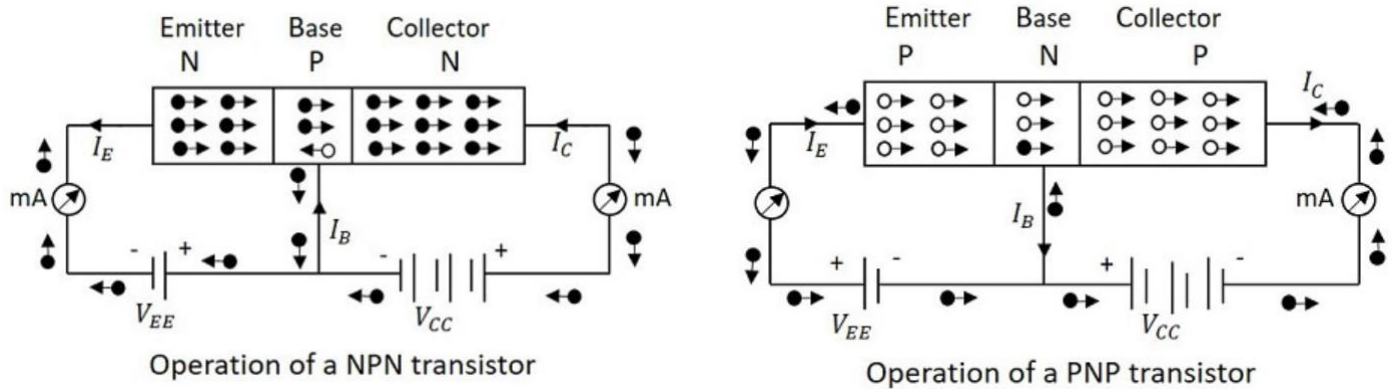 Emitter Base Collector
N P N
I_E I_C
mA mA
I_B
- + - +
V_EE V_CC
Operation of a NPN transistor
Emitter Base Collector
P N P
I_C
I_E
mA
I_B
+ - + -
V_EE V_CC
Operation of a PNP transistor